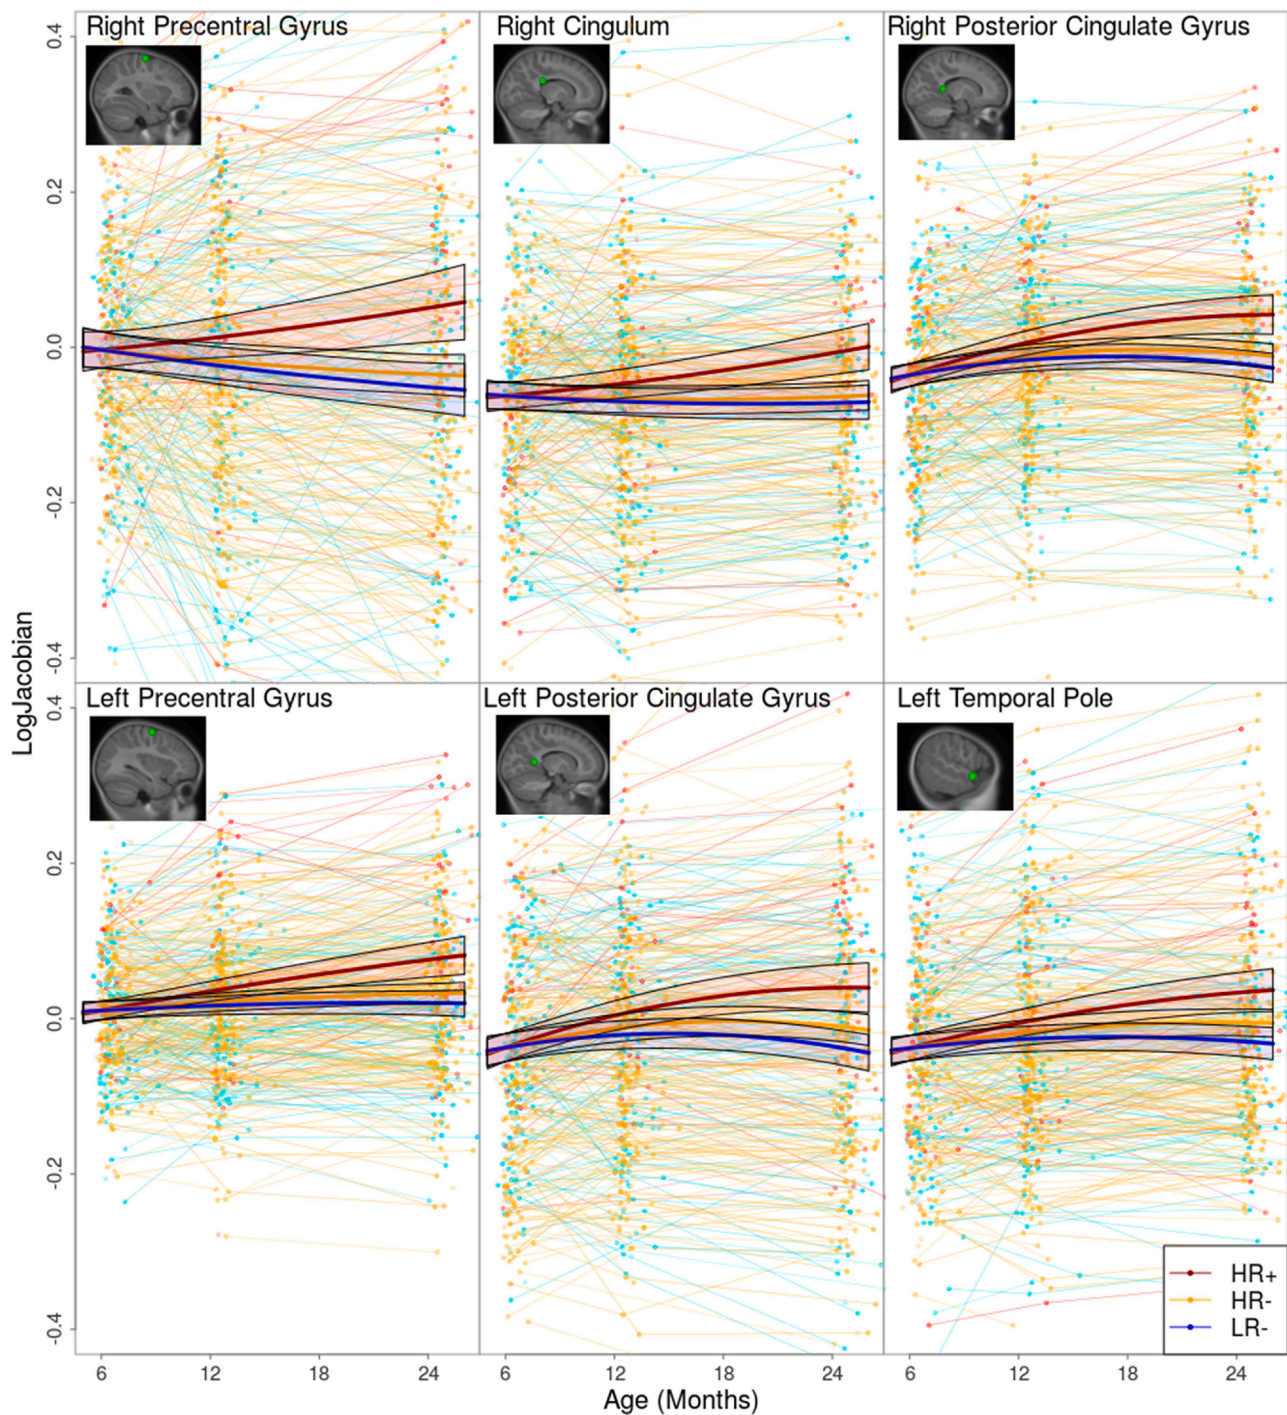 Right Precentral Gyrus
Right Cingulum
Right Posterior Cingulate Gyrus
0.4
0.2
0.0
-0.2
-0.4
LogJacobian
Left Precentral Gyrus
Left Posterior Cingulate Gyrus
Left Temporal Pole
0.4
0.2
0.0
-0.2
-0.4
HR+
HR-
LR-
6 12 18 24 6 12 18 24 6 12 18 24
Age (Months)